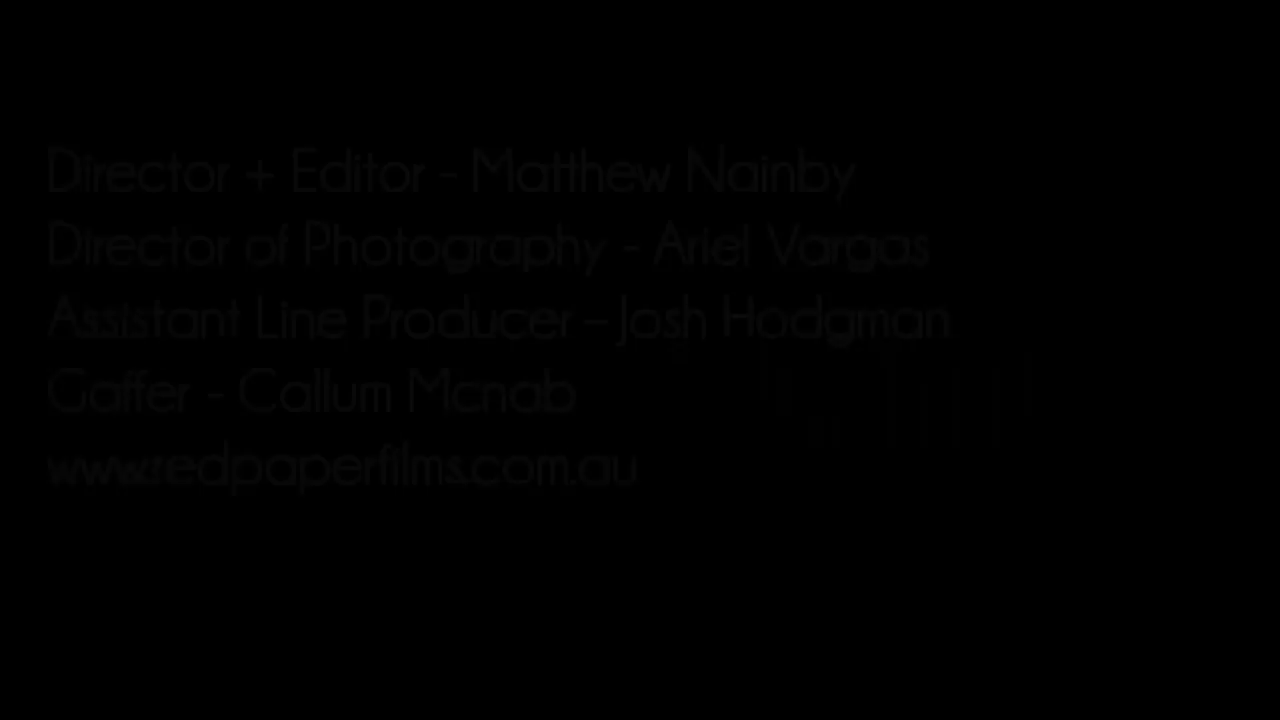 Director + Editor - Matthew Nainby
Director of Photography - Ariel Vargas
Assistant Line Producer - Josh Hodgman
Gaffer - Callum Mcnab
www.redpaperfilms.com.au